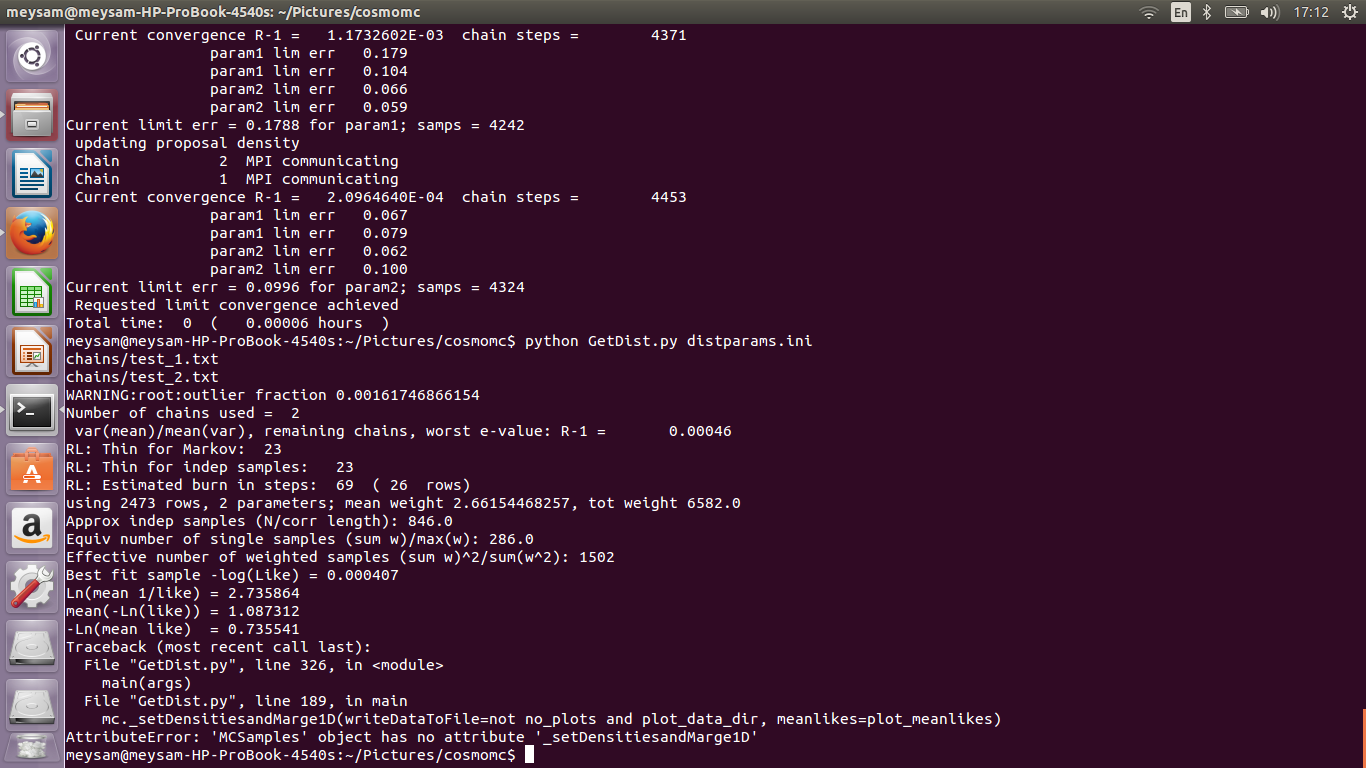 meysam@meysam-HP-ProBook-4540s: ~/Pictures/cosmomc
En
17:12
Current convergence R-1 =   1.1732602E-03  chain steps =        4371
param1 lim err   0.179
param1 lim err   0.104
param2 lim err   0.066
param2 lim err   0.059
Current limit err = 0.1788 for param1; samps = 4242
updating proposal density
Chain           2  MPI communicating
Chain           1  MPI communicating
Current convergence R-1 =   2.0964640E-04  chain steps =        4453
param1 lim err   0.067
param1 lim err   0.079
param2 lim err   0.062
param2 lim err   0.100
Current limit err = 0.0996 for param2; samps = 4324
Requested limit convergence achieved
Total time:  0  (   0.00006 hours  )
meysam@meysam-HP-ProBook-4540s:~/Pictures/cosmomc$ python GetDist.py distparams.ini
chains/test_1.txt
chains/test_2.txt
WARNING:root:outlier fraction 0.00161746866154
Number of chains used =  2
var(mean)/mean(var), remaining chains, worst e-value: R-1 =       0.00046
RL: Thin for Markov:  23
RL: Thin for indep samples:   23
RL: Estimated burn in steps:  69  ( 26  rows)
using 2473 rows, 2 parameters; mean weight 2.66154468257, tot weight 6582.0
Approx indep samples (N/corr length): 846.0
Equiv number of single samples (sum w)/max(w): 286.0
Effective number of weighted samples (sum w)^2/sum(w^2): 1502
Best fit sample -log(Like) = 0.000407
Ln(mean 1/like) = 2.735864
mean(-Ln(like)) = 1.087312
-Ln(mean like)  = 0.735541
Traceback (most recent call last):
File "GetDist.py", line 326, in <module>
main(args)
File "GetDist.py", line 189, in main
mc._setDensitiesandMarge1D(writeDataToFile=not no_plots and plot_data_dir, meanlikes=plot_meanlikes)
AttributeError: 'MCSamples' object has no attribute '_setDensitiesandMarge1D'
meysam@meysam-HP-ProBook-4540s:~/Pictures/cosmomc$